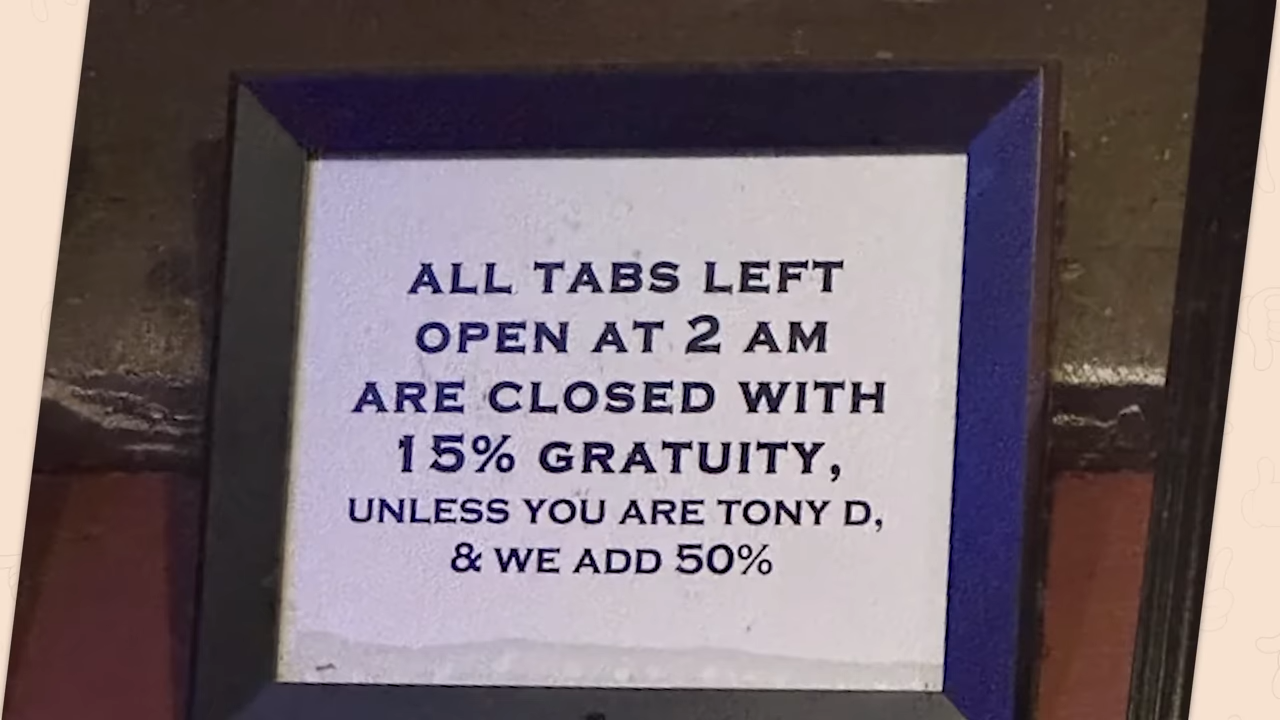 ALL TABS LEFT
OPEN AT 2 AM
ARE CLOSED WITH
15% GRATUITY,
UNLESS YOU ARE TONY D,
& WE ADD 50%